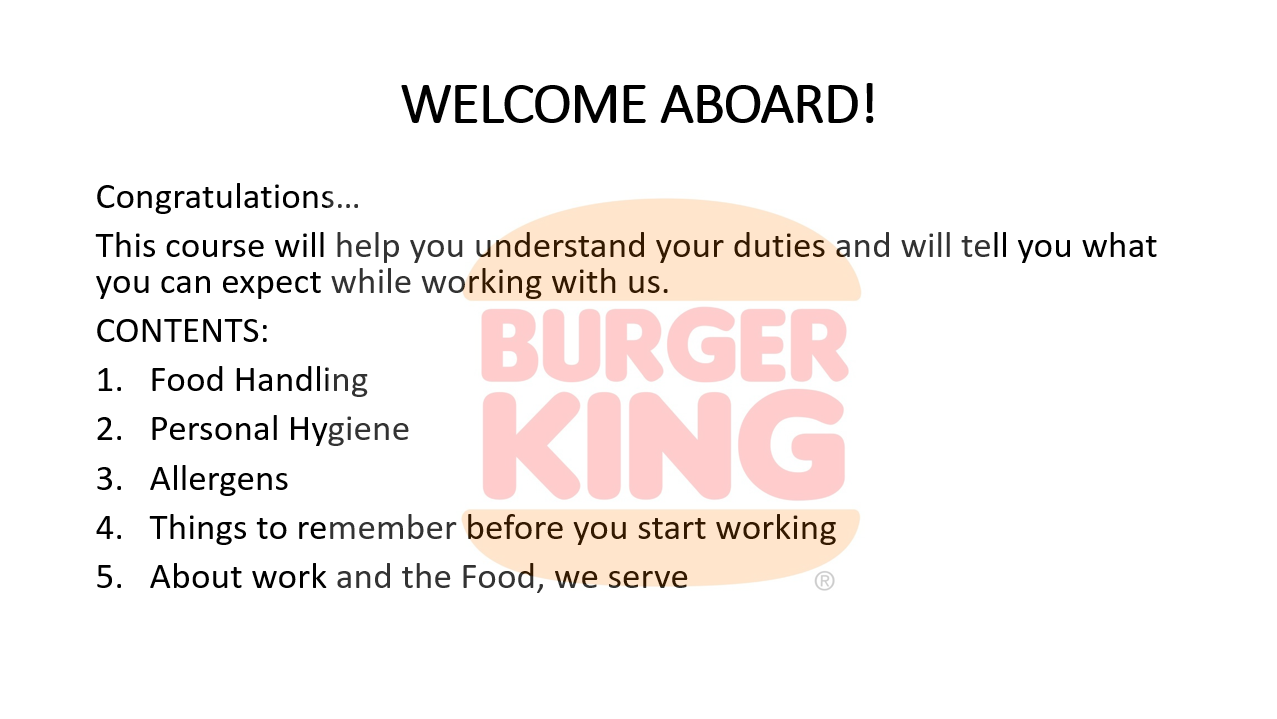 WELCOME ABOARD!
Congratulations...
This course will help you understand your duties and will tell you what
you can expect while working with us.
CONTENTS:
1. Food Handling
2. Personal Hygiene
3. Allergens
4. Things to remember before you start working
5. About work and the Food, we serve
BURGER
KING
®